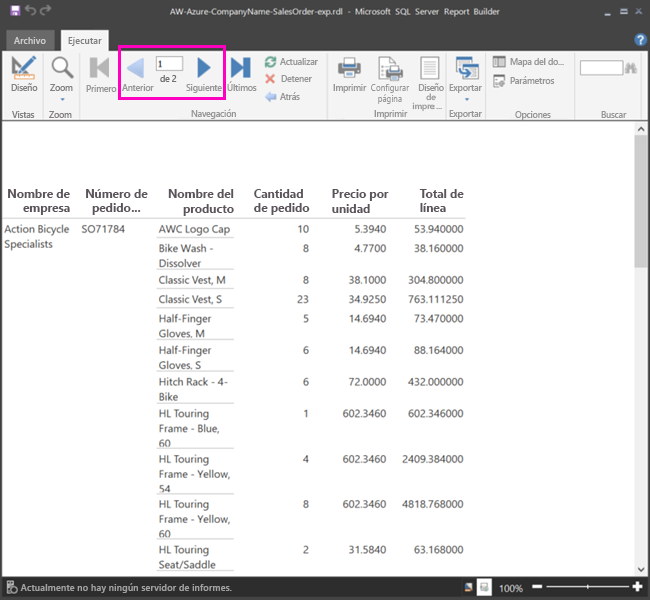 AW-Azure-CompanyName-SalesOrder-exp.rdl - Microsoft SQL Server Report Builder
Archivo Ejecutar
Diseño Zoom Primero Anterior 1 de 2 Siguiente Últimos
Actualizar
Detener
Atrás
Imprimir Configurar página Diseño de impre... Exportar
Mapa del do...
Parámetros
Vistas Zoom Navegación Imprimir Exportar Opciones Buscar
Nombre de empresa Número de pedido... Nombre del producto Cantidad de pedido Precio por unidad Total de línea
Action Bicycle Specialists SO71784 AWC Logo Cap 10 5.3940 53.940000
Bike Wash - 8 4.7700 38.160000
Dissolver
Classic Vest, M 8 38.1000 304.800000
Classic Vest, S 23 34.9250 763.111250
Half-Finger 5 14.6940 73.470000
Gloves, M
Half-Finger 6 14.6940 88.164000
Gloves, S
Hitch Rack - 4- 6 72.0000 432.000000
Bike
HL Touring 1 602.3460 602.346000
Frame - Blue,
60
HL Touring 4 602.3460 2409.384000
Frame - Yellow,
54
HL Touring 8 602.3460 4818.768000
Frame - Yellow,
60
HL Touring 2 31.5840 63.168000
Seat/Saddle
Actualmente no hay ningún servidor de informes. 100%